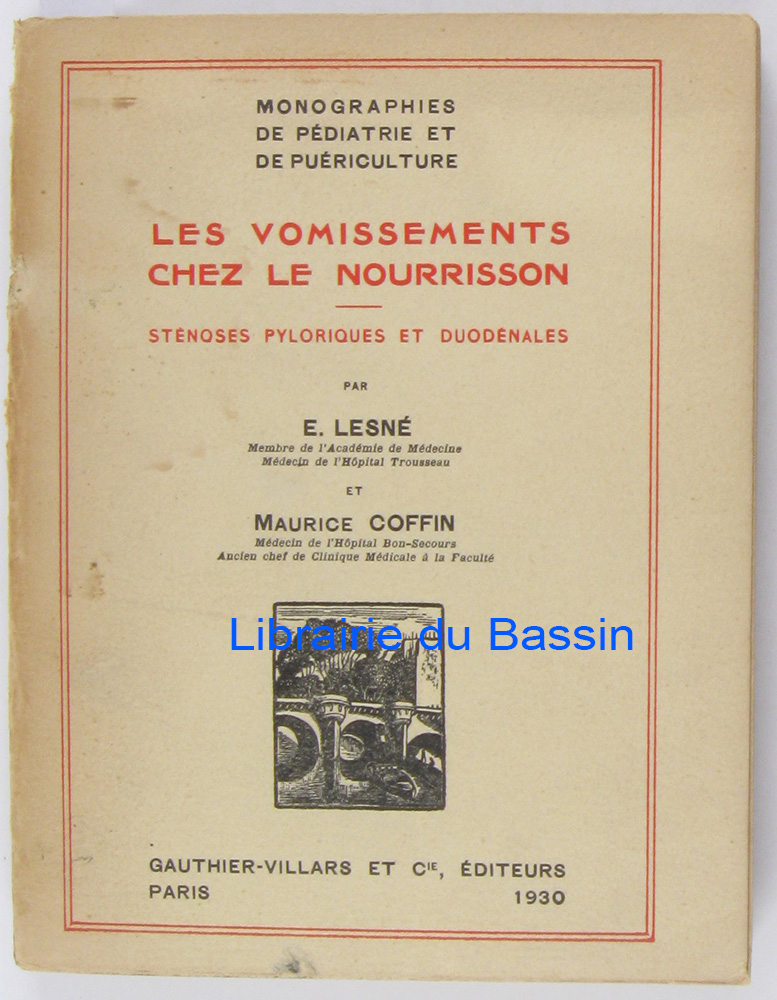 MONOGRAPHIES
DE PÉDIATRIE ET
DE PUÉRICULTURE
LES VOMISSEMENTS
CHEZ LE NOURRISSON
STÉNOSES PYLORIQUES ET DUODÉNALES
PAR
E. LESNÉ
Membre de l'Académie de Médecine
Médecin de l'Hôpital Trousseau
ET
MAURICE COFFIN
Médecin de l'Hôpital Bon-Secours
Ancien chef de Clinique Médicale à la Faculté
Librairie du Bassin
GAUTHIER-VILLARS ET CIE, ÉDITEURS
PARIS 1930